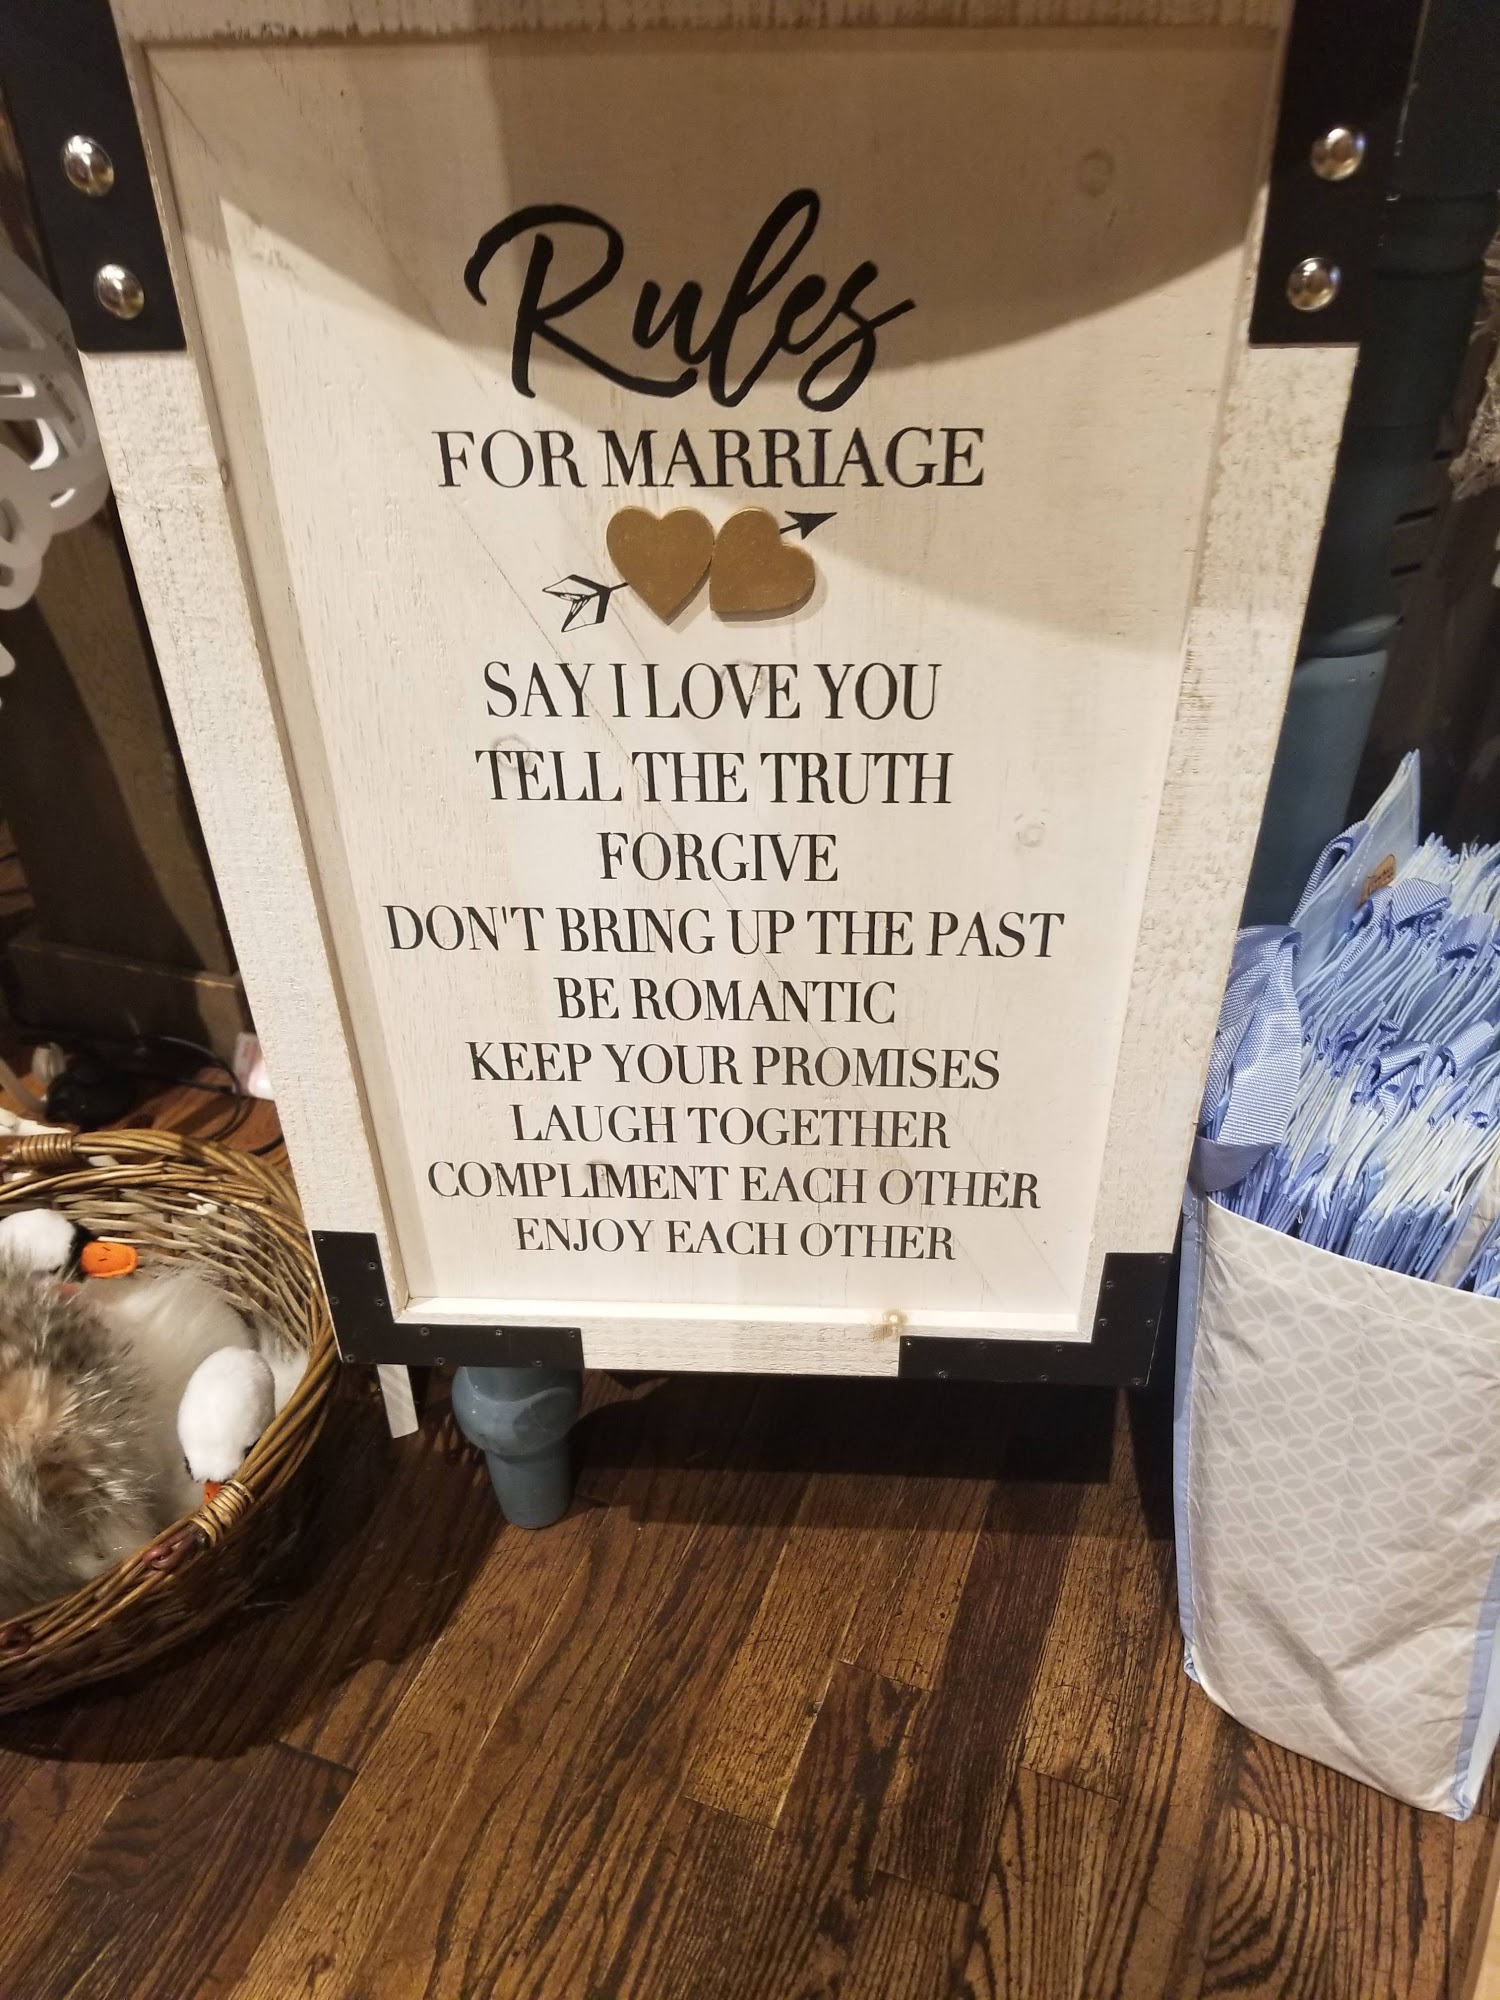 Rules
FOR MARRIAGE
SAY I LOVE YOU
TELL THE TRUTH
FORGIVE
DON'T BRING UP THE PAST
BE ROMANTIC
KEEP YOUR PROMISES
LAUGH TOGETHER
COMPLIMENT EACH OTHER
ENJOY EACH OTHER